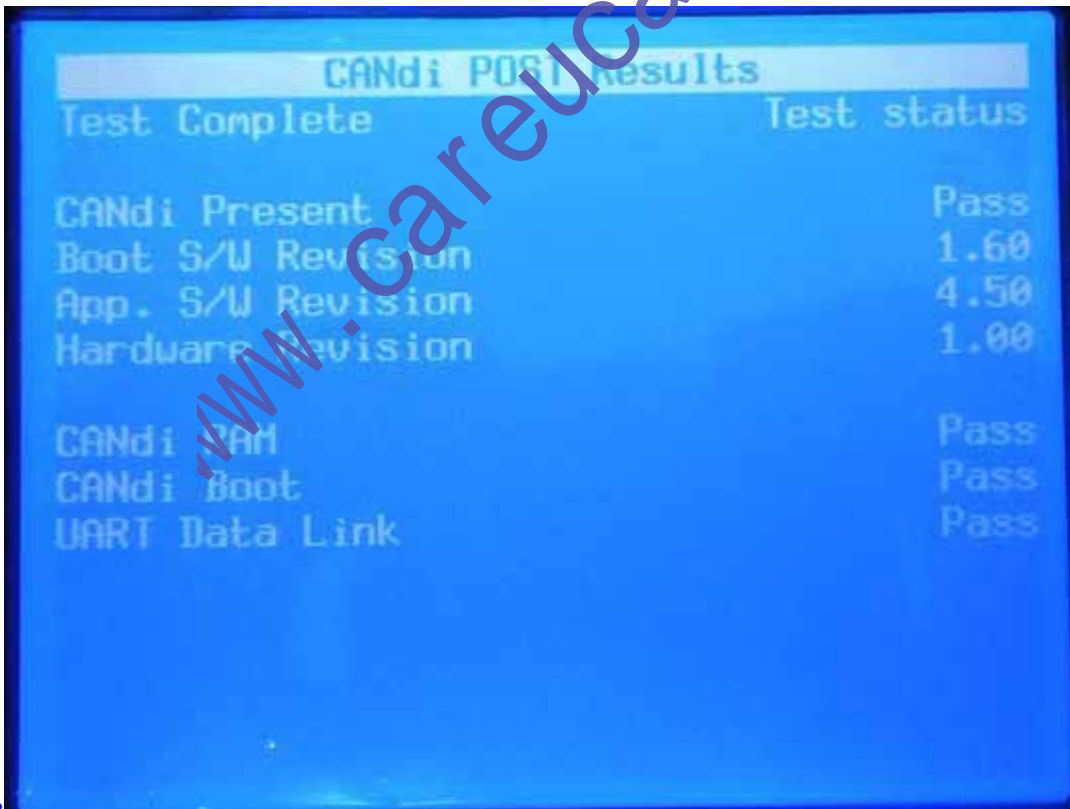 CANdi POST Results
Test Complete Test status
CANdi Present Pass
Boot S/W Revision 1.60
App. S/W Revision 4.50
Hardware Revision 1.00
CANdi RAM Pass
CANdi Boot Pass
UART Data Link Pass
www.careuca